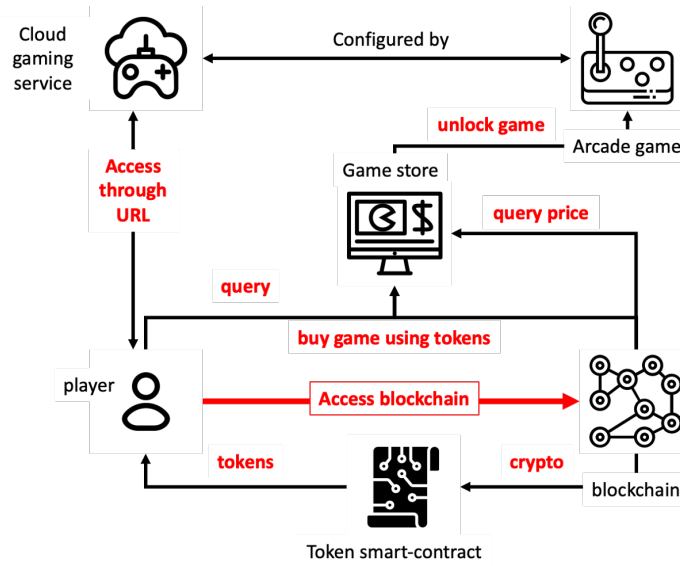 Cloud
gaming
service
Configured by
unlock game
Arcade game
Access
through
URL
Game store
query price
query
buy game using tokens
player
Access blockchain
tokens
crypto
blockchain
Token smart-contract